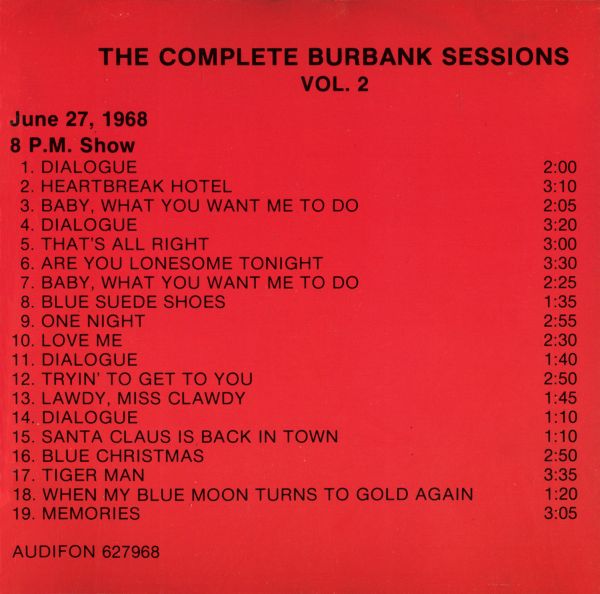 THE COMPLETE BURBANK SESSIONS
VOL. 2
June 27, 1968
8 P.M. Show
1. DIALOGUE 2:00
2. HEARTBREAK HOTEL 3:10
3. BABY, WHAT YOU WANT ME TO DO 2:05
4. DIALOGUE 3:20
5. THAT'S ALL RIGHT 3:00
6. ARE YOU LONESOME TONIGHT 3:30
7. BABY, WHAT YOU WANT ME TO DO 2:25
8. BLUE SUEDE SHOES 1:35
9. ONE NIGHT 2:55
10. LOVE ME 2:30
11. DIALOGUE 1:40
12. TRYIN' TO GET TO YOU 2:50
13. LAWDY, MISS CLAWDY 1:45
14. DIALOGUE 1:10
15. SANTA CLAUS IS BACK IN TOWN 1:10
16. BLUE CHRISTMAS 2:50
17. TIGER MAN 3:35
18. WHEN MY BLUE MOON TURNS TO GOLD AGAIN 1:20
19. MEMORIES 3:05
AUDIFON 627968